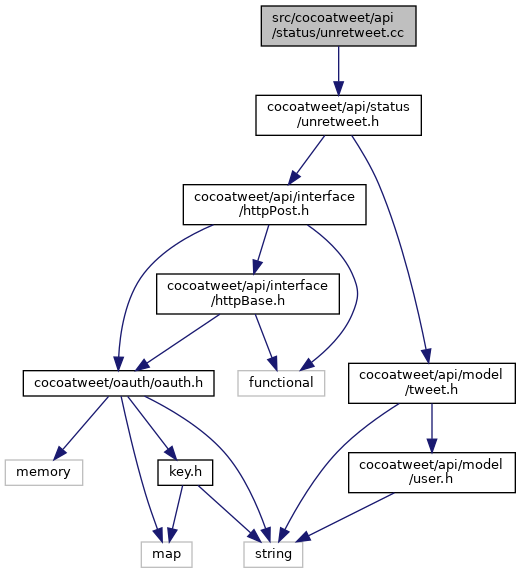 src/cocoatweet/api
/status/unretweet.cc
cocoatweet/api/status
/unretweet.h
cocoatweet/api/interface
/httpPost.h
cocoatweet/api/interface
/httpBase.h
cocoatweet/oauth/oauth.h
functional
cocoatweet/api/model
/tweet.h
memory
key.h
cocoatweet/api/model
/user.h
map
string